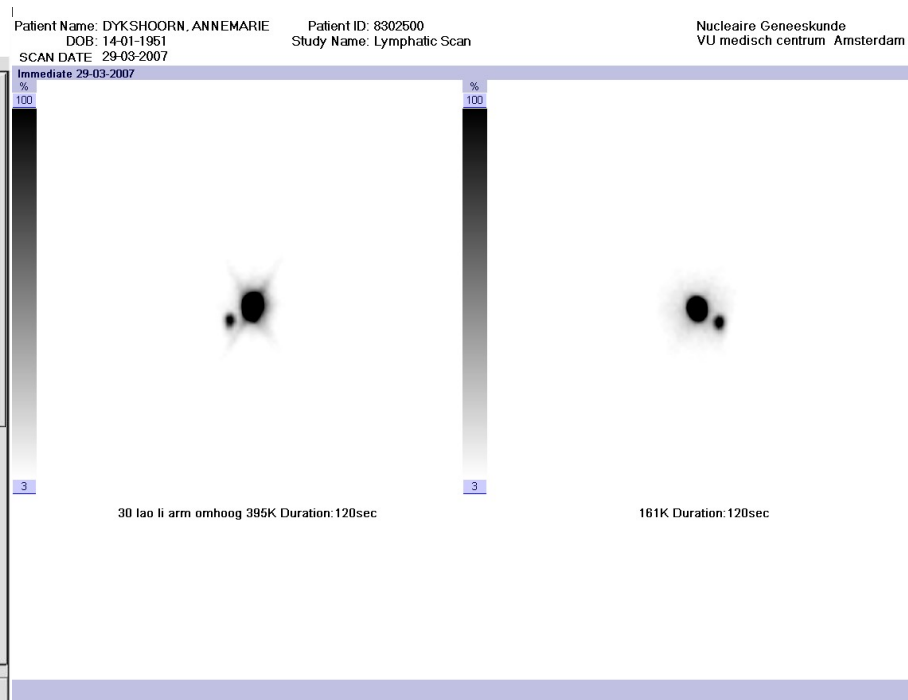 Patient Name: DYKSHOORN, ANNEMARIE Patient ID: 8302500 Nucleaire Geneeskunde
DOB: 14-01-1951 Study Name: Lymphatic Scan VU medisch centrum Amsterdam
SCAN DATE 29-03-2007
Immediate 29-03-2007
% %
100 100
3 3
30 lao li arm omhoog 395K Duration:120sec 161K Duration:120sec